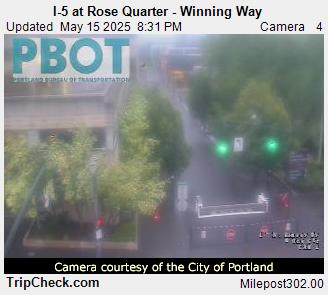 I-5 at Rose Quarter - Winning Way
Updated May 15 2025 8:31 PM Camera 4
PBOT
PORTLAND BUREAU OF TRANSPORTATION
Camera courtesy of the City of Portland
TripCheck.com Milepost302.00